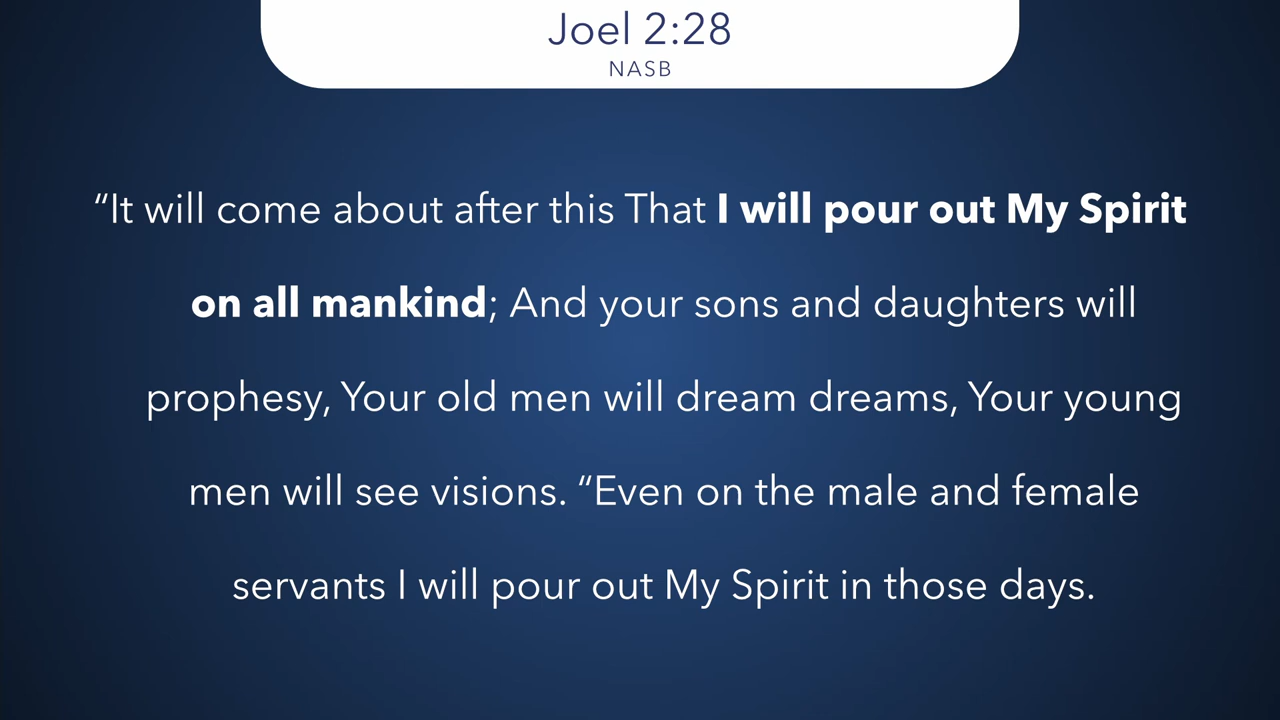 Joel 2:28
NASB
“It will come about after this That I will pour out My Spirit
on all mankind; And your sons and daughters will
prophesy, Your old men will dream dreams, Your young
men will see visions. “Even on the male and female
servants I will pour out My Spirit in those days.